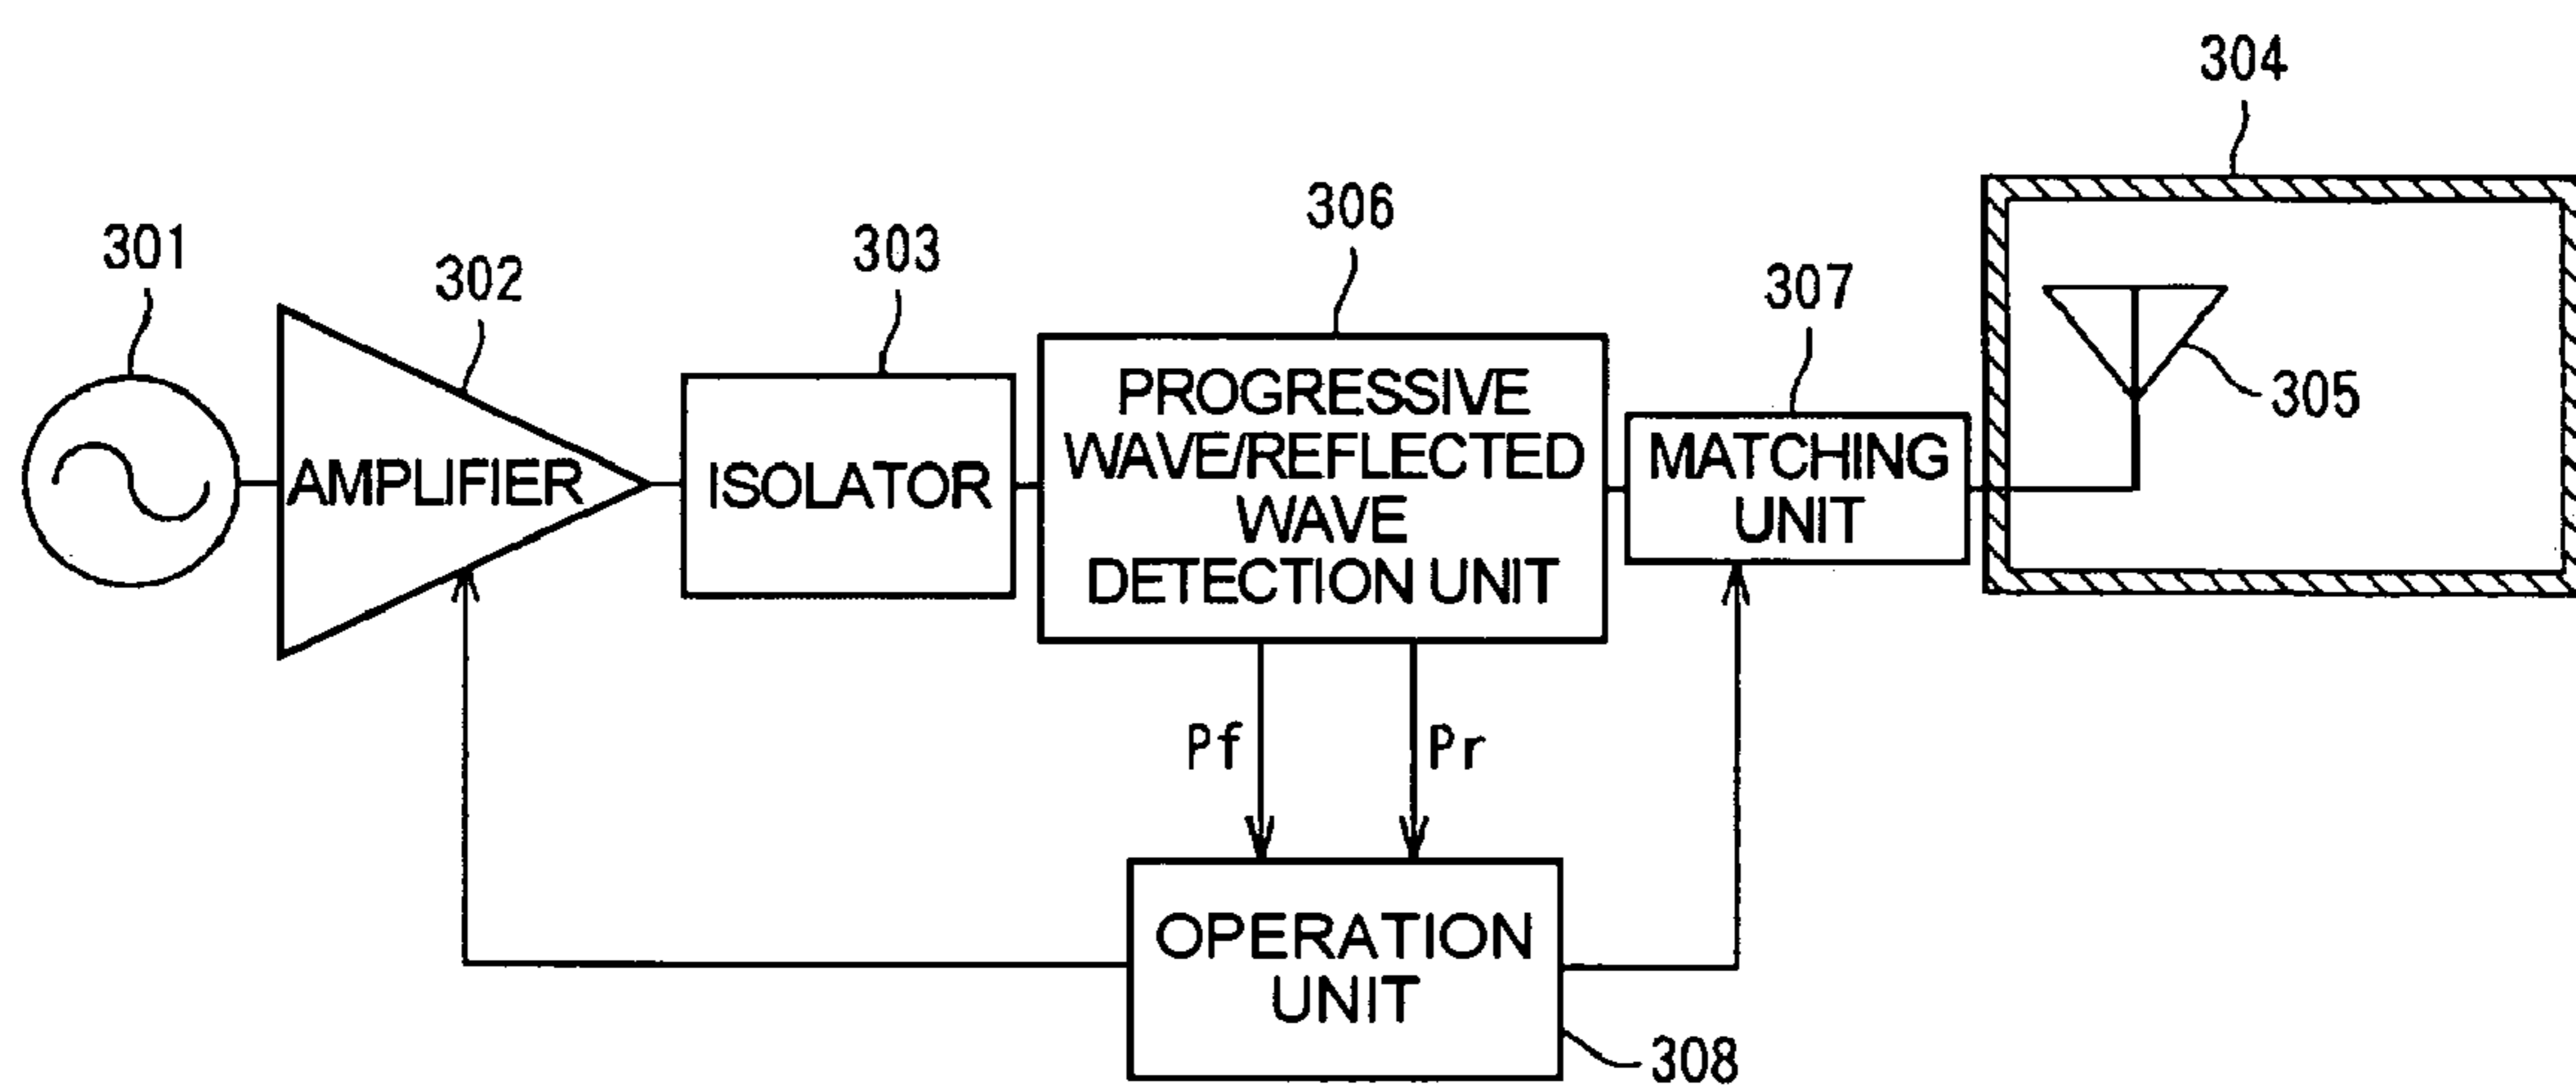 304
306
301
302
303
307
305
AMPLIFIER
ISOLATOR
PROGRESSIVE
WAVE/REFLECTED
WAVE
DETECTION UNIT
MATCHING
UNIT
Pf
Pr
OPERATION
UNIT
308